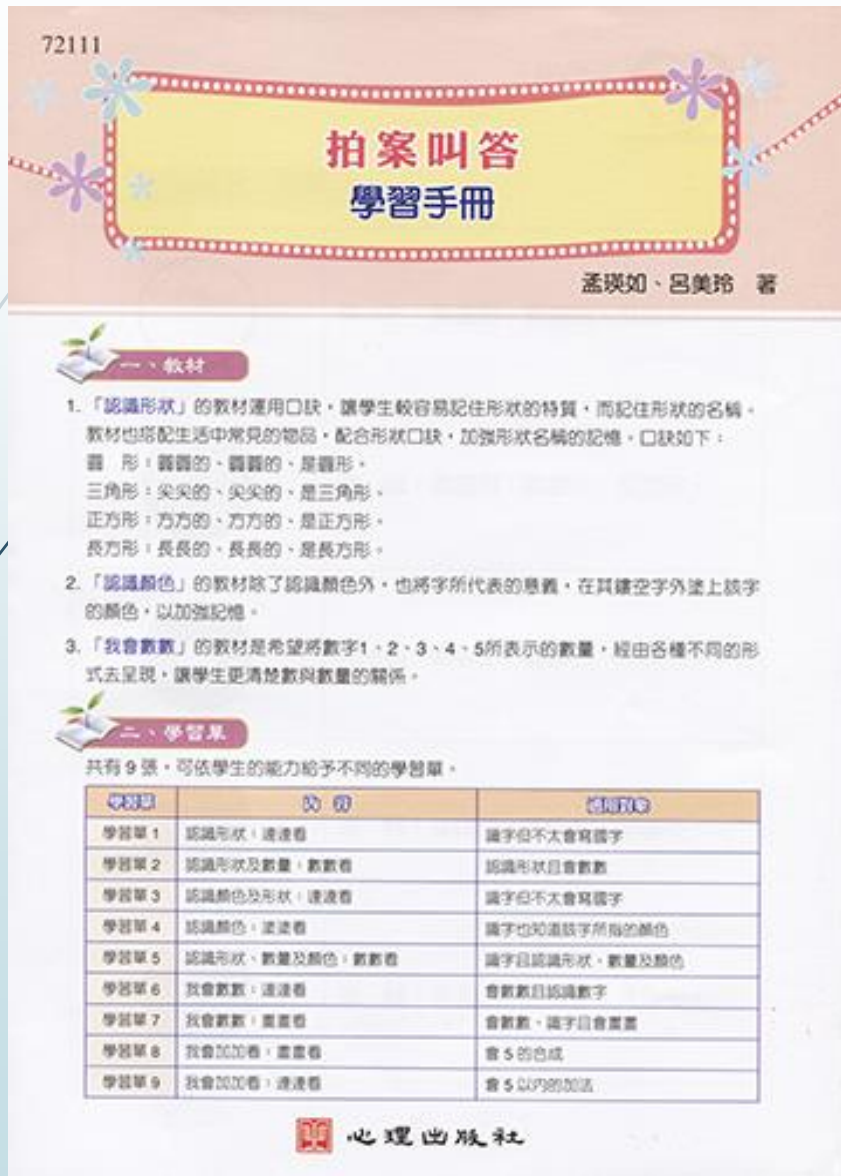 72111
拍案叫答
學習手冊
孟瑛如、呂美玲 著
一、教材
1. 「認識形狀」的教材運用口訣，讓學生較容易記住形狀的特質，而記住形狀的名稱。
教材也搭配生活中常見的物品，配合形狀口訣，加強形狀名稱的記憶。口訣如下：
圓 形：圓圓的、圓圓的、是圓形。
三角形：尖尖的、尖尖的、是三角形。
正方形：方方的、方方的、是正方形。
長方形：長長的、長長的、是長方形。
2. 「認識顏色」的教材除了認識顏色外，也將字所代表的意義，在其鏤空字外塗上該字
的顏色，以加強記憶。
3. 「我會數數」的教材是希望將數字1、2、3、4、5所表示的數量，經由各種不同的形
式去呈現，讓學生更清楚數與數量的關係。
二、學習單
共有 9 張，可依學生的能力給予不同的學習單。
學習單 內 容 適用對象
學習單 1 認識形狀：連連看 識字但不太會寫國字
學習單 2 認識形狀及數量：數數看 認識形狀且會數數
學習單 3 認識顏色及形狀：連連看 識字但不太會寫國字
學習單 4 認識顏色：塗塗看 識字也知道該字所指的顏色
學習單 5 認識形狀、數量及顏色：數數看 識字且認識形狀、數量及顏色
學習單 6 我會數數：連連看 會數數且認識數字
學習單 7 我會數數：畫畫看 會數數、識字且會畫畫
學習單 8 我會加加看：畫畫看 會 5 的合成
學習單 9 我會加加看：連連看 會 5 以內的加法
心理出版社